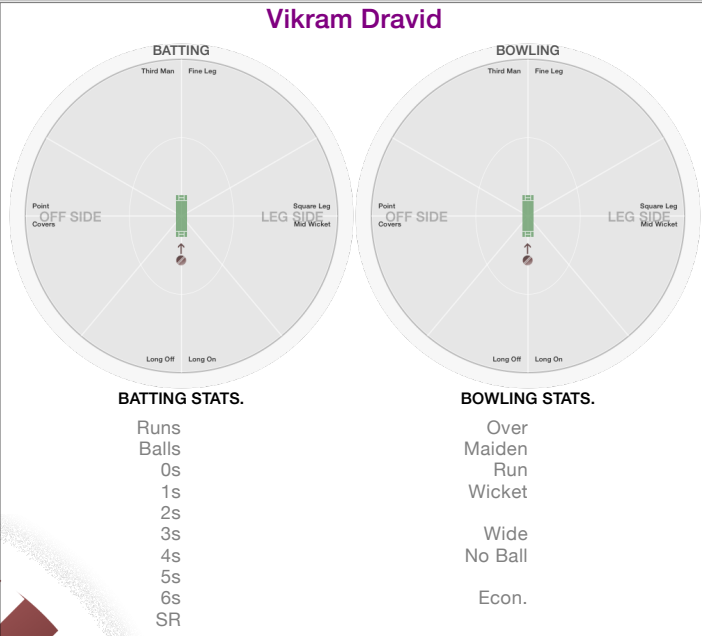 Vikram Dravid
BATTING
Third Man Fine Leg
Point
OFF SIDE
Covers
Square Leg
LEG SIDE
Mid Wicket
Long Off Long On
BOWLING
Third Man Fine Leg
Point
OFF SIDE
Covers
Square Leg
LEG SIDE
Mid Wicket
Long Off Long On
BATTING STATS.
Runs
Balls
0s
1s
2s
3s
4s
5s
6s
SR
BOWLING STATS.
Over
Maiden
Run
Wicket
Wide
No Ball
Econ.